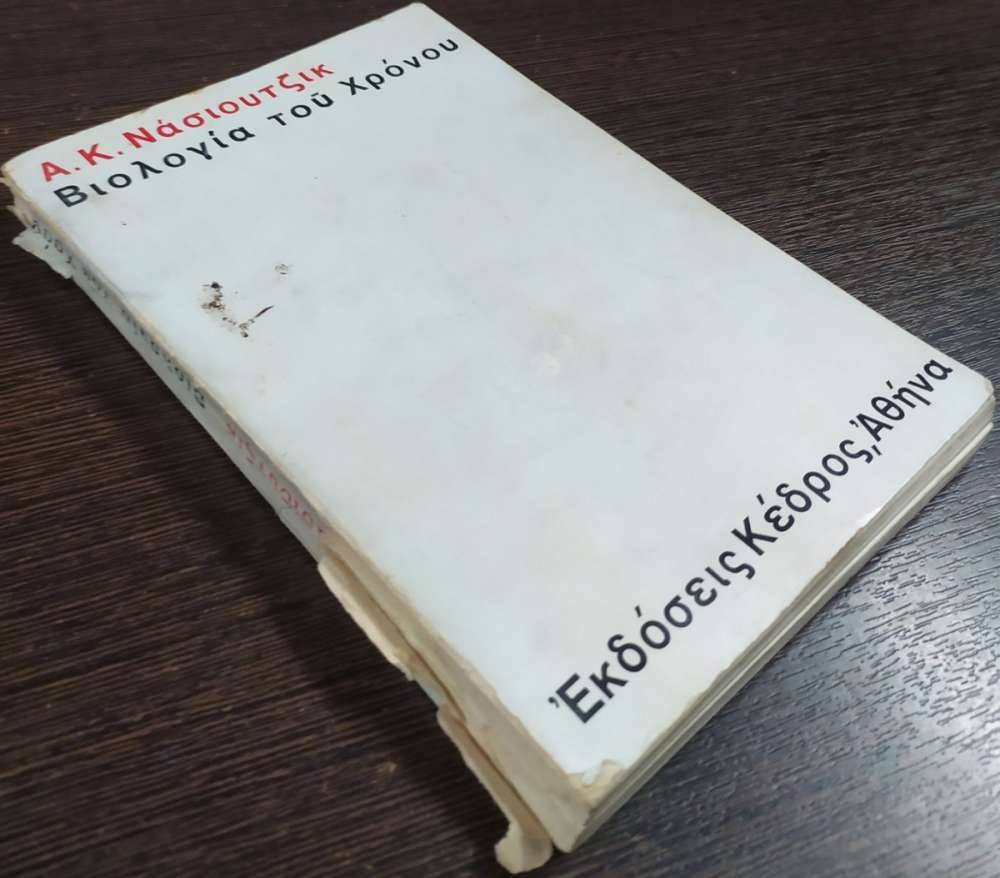 Α.Κ. Νάσιουτζικ
Βιολογία τοῦ Χρόνου
Ἐκδόσεις Κέδρος, Ἀθήνα